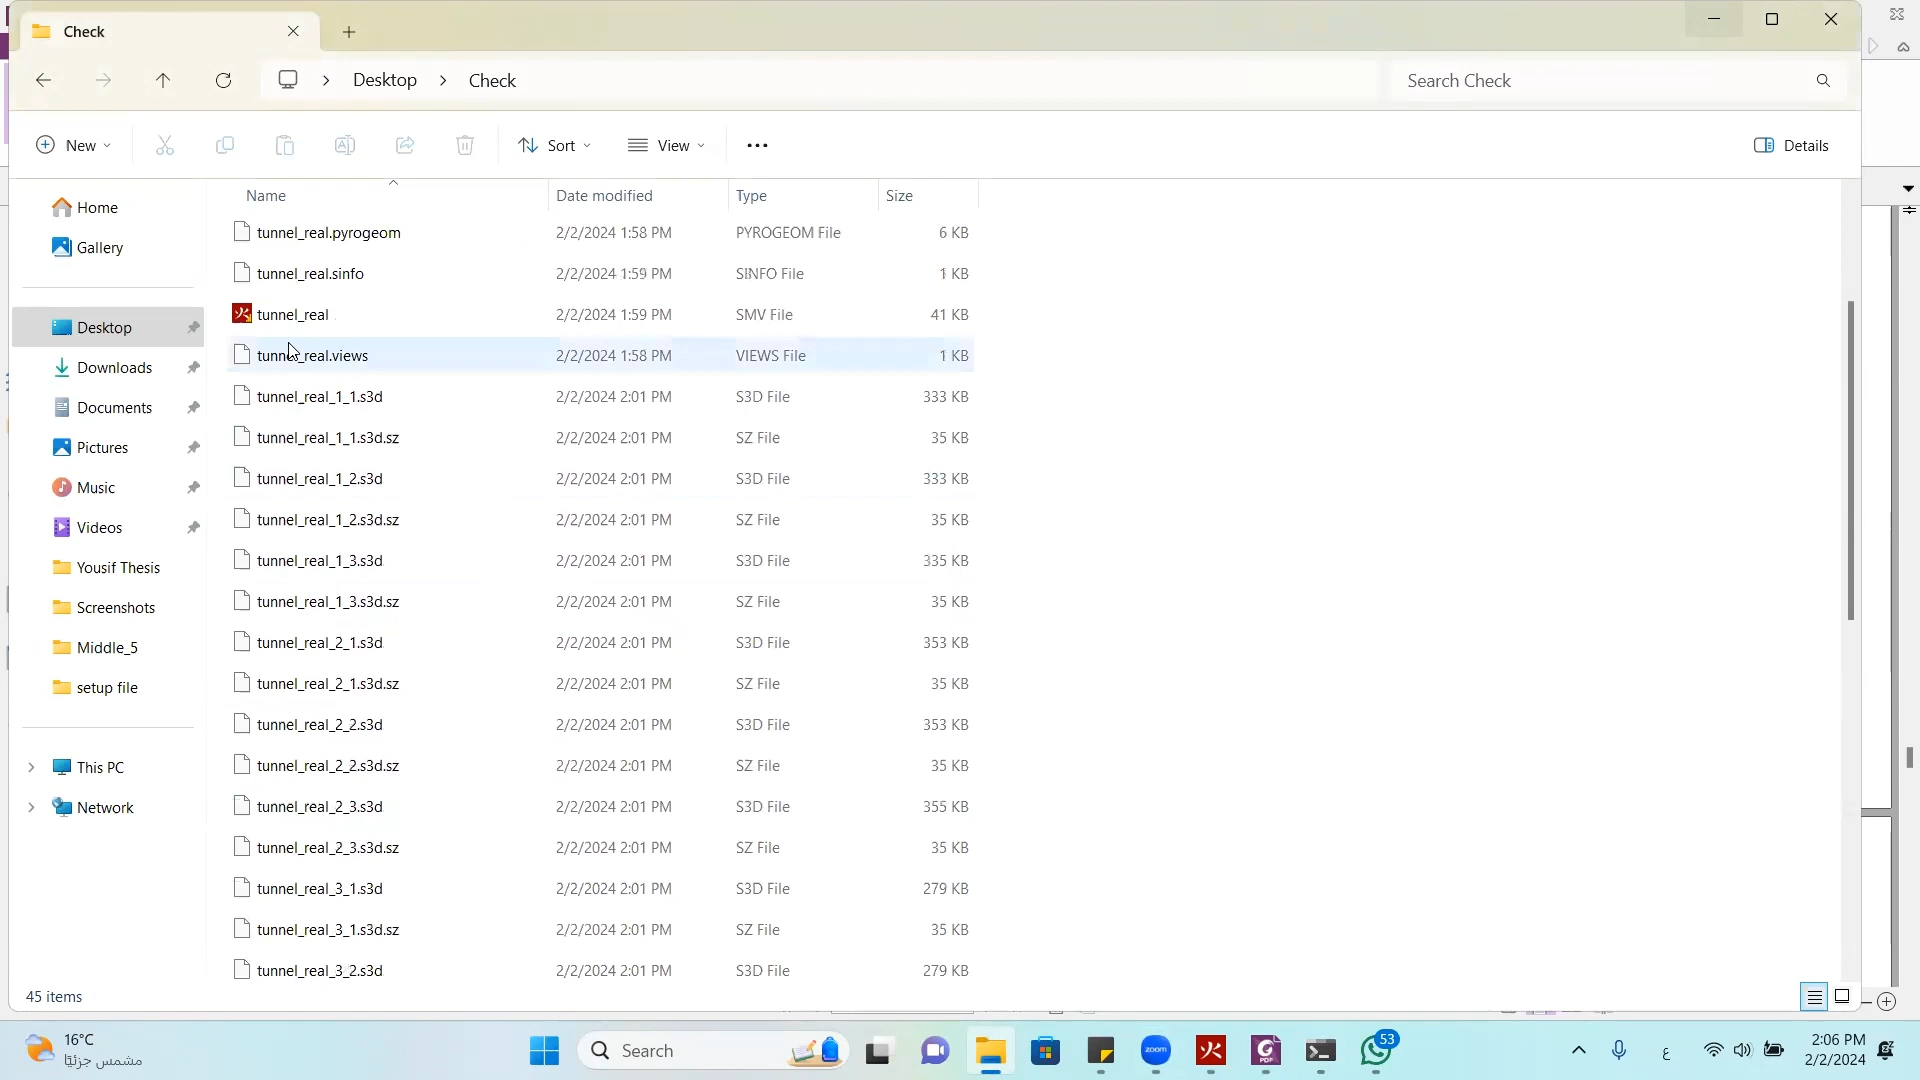 Check
Desktop > Check
Search Check
New
Sort
View
Details
Name Date modified Type Size
Home
Gallery
Desktop
Downloads
Documents
Pictures
Music
Videos
Yousif Thesis
Screenshots
Middle_5
setup file
This PC
Network
tunnel_real.pyrogeom 2/2/2024 1:58 PM PYROGEOM File 6 KB
tunnel_real.sinfo 2/2/2024 1:59 PM SINFO File 1 KB
tunnel_real 2/2/2024 1:59 PM SMV File 41 KB
tunnel_real.views 2/2/2024 1:58 PM VIEWS File 1 KB
tunnel_real_1_1.s3d 2/2/2024 2:01 PM S3D File 333 KB
tunnel_real_1_1.s3d.sz 2/2/2024 2:01 PM SZ File 35 KB
tunnel_real_1_2.s3d 2/2/2024 2:01 PM S3D File 333 KB
tunnel_real_1_2.s3d.sz 2/2/2024 2:01 PM SZ File 35 KB
tunnel_real_1_3.s3d 2/2/2024 2:01 PM S3D File 335 KB
tunnel_real_1_3.s3d.sz 2/2/2024 2:01 PM SZ File 35 KB
tunnel_real_2_1.s3d 2/2/2024 2:01 PM S3D File 353 KB
tunnel_real_2_1.s3d.sz 2/2/2024 2:01 PM SZ File 35 KB
tunnel_real_2_2.s3d 2/2/2024 2:01 PM S3D File 353 KB
tunnel_real_2_2.s3d.sz 2/2/2024 2:01 PM SZ File 35 KB
tunnel_real_2_3.s3d 2/2/2024 2:01 PM S3D File 355 KB
tunnel_real_2_3.s3d.sz 2/2/2024 2:01 PM SZ File 35 KB
tunnel_real_3_1.s3d 2/2/2024 2:01 PM S3D File 279 KB
tunnel_real_3_1.s3d.sz 2/2/2024 2:01 PM SZ File 35 KB
tunnel_real_3_2.s3d 2/2/2024 2:01 PM S3D File 279 KB
45 items
16°C
مشمس جزئيًا
Search
zoom
PDF
53
ع
2:06 PM
2/2/2024